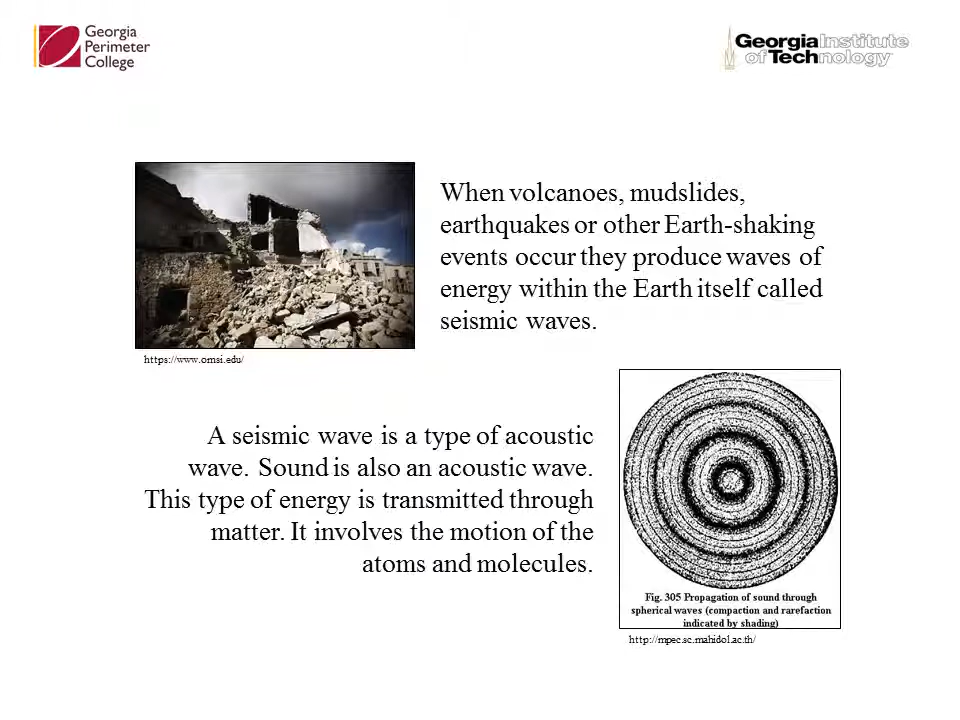 Georgia
Perimeter
College
GeorgiaInstitute
of Technology
When volcanoes, mudslides,
earthquakes or other Earth-shaking
events occur they produce waves of
energy within the Earth itself called
seismic waves.
https://www.omsi.edu/
A seismic wave is a type of acoustic
wave. Sound is also an acoustic wave.
This type of energy is transmitted through
matter. It involves the motion of the
atoms and molecules.
Fig. 305 Propagation of sound through
spherical waves (compaction and rarefaction
indicated by shading)
http://mpec.sc.mahidol.ac.th/